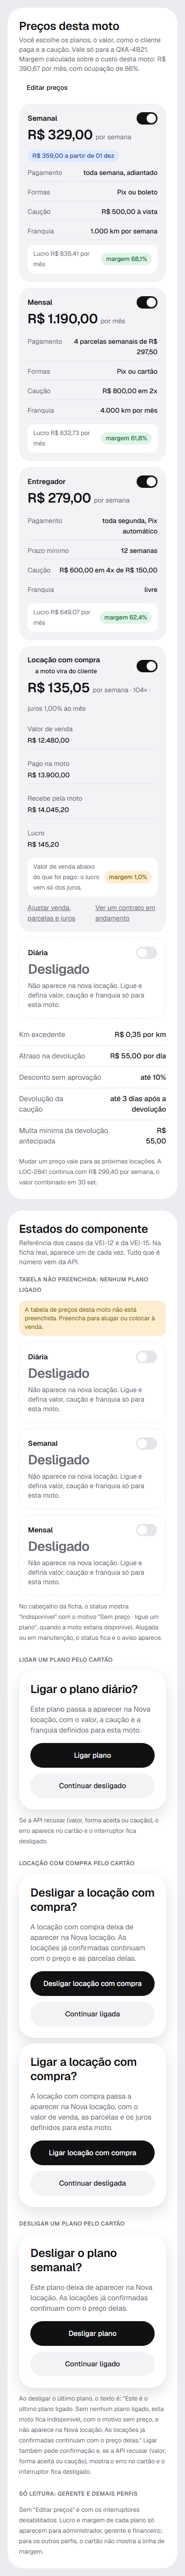 Preços desta moto
Você escolhe os planos, o valor, como o cliente
paga e a caução. Vale só para a QXA-4B21.
Margem calculada sobre o custo desta moto: R$
390,67 por mês, com ocupação de 86%.
Editar preços
Semanal
R$ 329,00 por semana
R$ 359,00 a partir de 01 dez
Pagamento toda semana, adiantado
Formas Pix ou boleto
Caução R$ 500,00 à vista
Franquia 1.000 km por semana
Lucro R$ 835,41 por
mês
margem 68,1%
Mensal
R$ 1.190,00 por mês
Pagamento 4 parcelas semanais de R$
297,50
Formas Pix ou cartão
Caução R$ 800,00 em 2x
Franquia 4.000 km por mês
Lucro R$ 632,73 por
mês
margem 61,8%
Entregador
R$ 279,00 por semana
Pagamento toda segunda, Pix
automático
Prazo mínimo 12 semanas
Caução R$ 600,00 em 4x de R$ 150,00
Franquia livre
Lucro R$ 649,07 por
mês
margem 62,4%
Locação com compra
a moto vira do cliente
R$ 135,05 por semana · 104× ·
juros 1,00% ao mês
Valor de venda
R$ 12.480,00
Pago na moto
R$ 13.900,00
Recebe pela moto
R$ 14.045,20
Lucro
R$ 145,20
Valor de venda abaixo
do que foi pago: o lucro
vem só dos juros.
margem 1,0%
Ajustar venda,
parcelas e juros
Ver um contrato em
andamento
Diária
Desligado
Não aparece na nova locação. Ligue e
defina valor, caução e franquia só para
esta moto.
Km excedente R$ 0,35 por km
Atraso na devolução R$ 55,00 por dia
Desconto sem aprovação até 10%
Devolução da
caução
até 3 dias após a
devolução
Multa mínima da devolução
antecipada
R$
55,00
Mudar um preço vale para as próximas locações. A
LOC-2841 continua com R$ 299,40 por semana, o
valor combinado em 30 set.
Estados do componente
Referência dos casos da VEI-12 e da VEI-15. Na
ficha real, aparece um de cada vez. Tudo que é
número vem da API.
TABELA NÃO PREENCHIDA: NENHUM PLANO
LIGADO
A tabela de preços desta moto não está
preenchida. Preencha para alugar ou colocar à
venda.
Diária
Desligado
Não aparece na nova locação. Ligue e
defina valor, caução e franquia só para
esta moto.
Semanal
Desligado
Não aparece na nova locação. Ligue e
defina valor, caução e franquia só para
esta moto.
Mensal
Desligado
Não aparece na nova locação. Ligue e
defina valor, caução e franquia só para
esta moto.
No cabeçalho da ficha, o status mostra
"Indisponível" com o motivo "Sem preço · ligue um
plano", quando a moto estaria disponível. Alugada
ou em manutenção, o status fica e o aviso aparece.
LIGAR UM PLANO PELO CARTÃO
Ligar o plano diário?
Este plano passa a aparecer na Nova
locação, com o valor, a caução e a
franquia definidos para esta moto.
Ligar plano
Continuar desligado
Se a API recusar (valor, forma aceita ou caução), o
erro aparece no cartão e o interruptor fica
desligado.
LOCAÇÃO COM COMPRA PELO CARTÃO
Desligar a locação com
compra?
A locação com compra deixa de
aparecer na Nova locação. As
locações já confirmadas continuam
com o preço e as parcelas delas.
Desligar locação com compra
Continuar ligada
Ligar a locação com
compra?
A locação com compra passa a
aparecer na Nova locação, com o
valor de venda, as parcelas e os juros
definidos para esta moto.
Ligar locação com compra
Continuar desligada
DESLIGAR UM PLANO PELO CARTÃO
Desligar o plano
semanal?
Este plano deixa de aparecer na Nova
locação. As locações já confirmadas
continuam com o preço delas.
Desligar plano
Continuar ligado
Ao desligar o último plano, o texto é: "Este é o
último plano ligado. Sem nenhum plano ligado, esta
moto fica indisponível, com o motivo sem preço, e
não aparece na Nova locação. As locações já
confirmadas continuam com o preço delas." Ligar
também pede confirmação e, se a API recusar (valor,
forma aceita ou caução), mostra o erro no cartão e o
interruptor fica desligado.
SÓ LEITURA: GERENTE E DEMAIS PERFIS
Sem "Editar preços" e com os interruptores
desabilitados. Lucro e margem de cada plano só
aparecem para administrador, gerente e financeiro;
para os outros perfis, o cartão não mostra a linha de
margem.